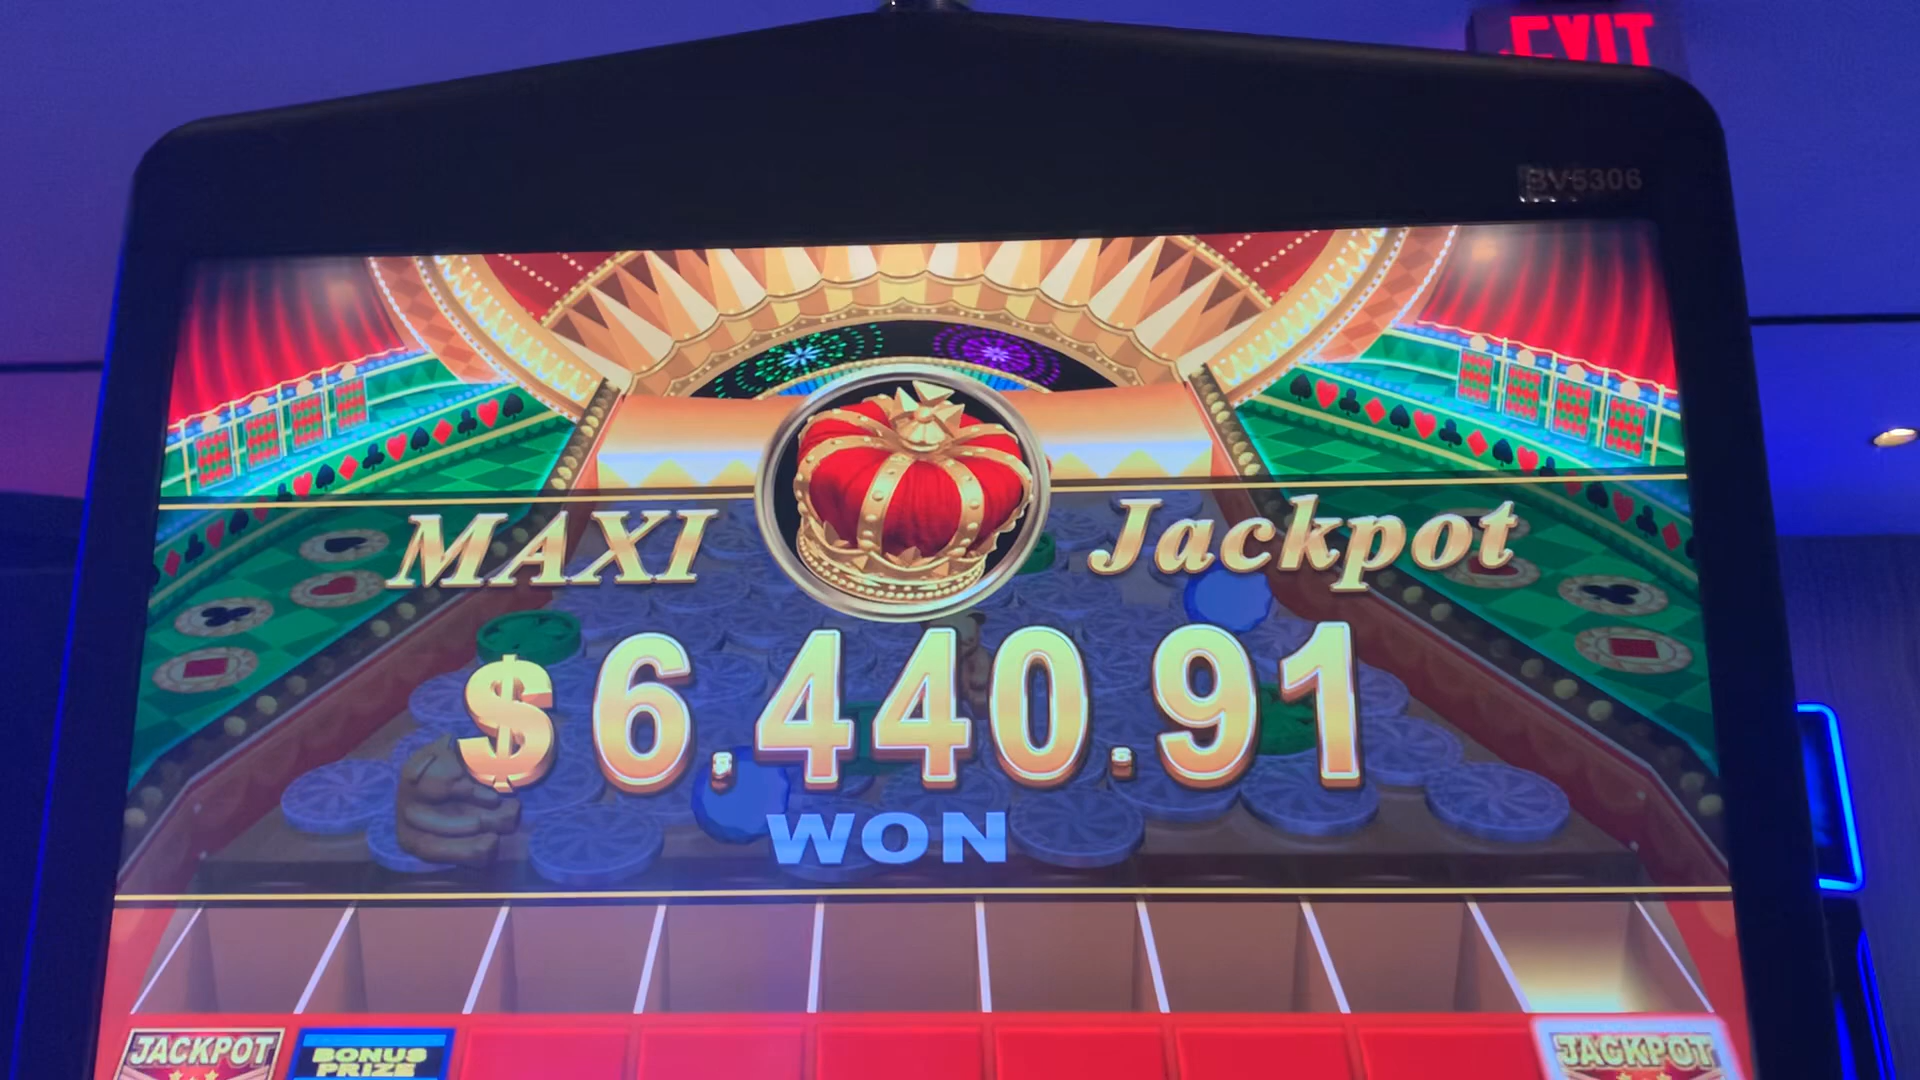 EXIT
BV5306
MAXI Jackpot
$6,440.91
WON
JACKPOT
BONUS
PRIZE
JACKPOT